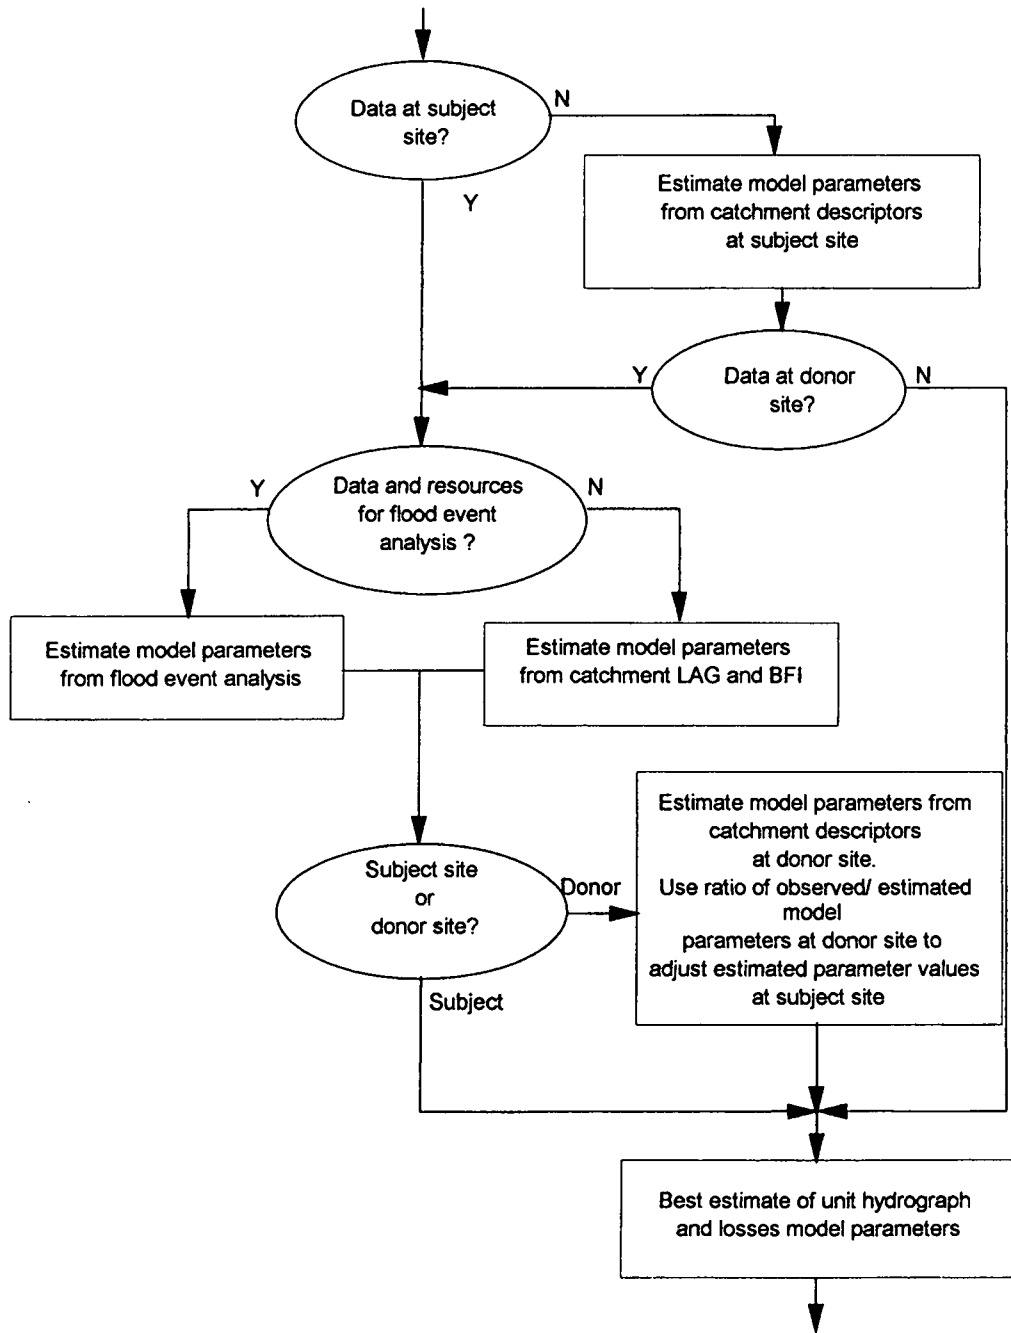 Data at subject
site?
N
Y
Estimate model parameters
from catchment descriptors
at subject site
Data at donor
site?
Y
N
Data and resources
for flood event
analysis ?
Y
N
Estimate model parameters
from flood event analysis
Estimate model parameters
from catchment LAG and BFI
Subject site
or
donor site?
Donor
Subject
Estimate model parameters from
catchment descriptors
at donor site.
Use ratio of observed/ estimated
model
parameters at donor site to
adjust estimated parameter values
at subject site
Best estimate of unit hydrograph
and losses model parameters